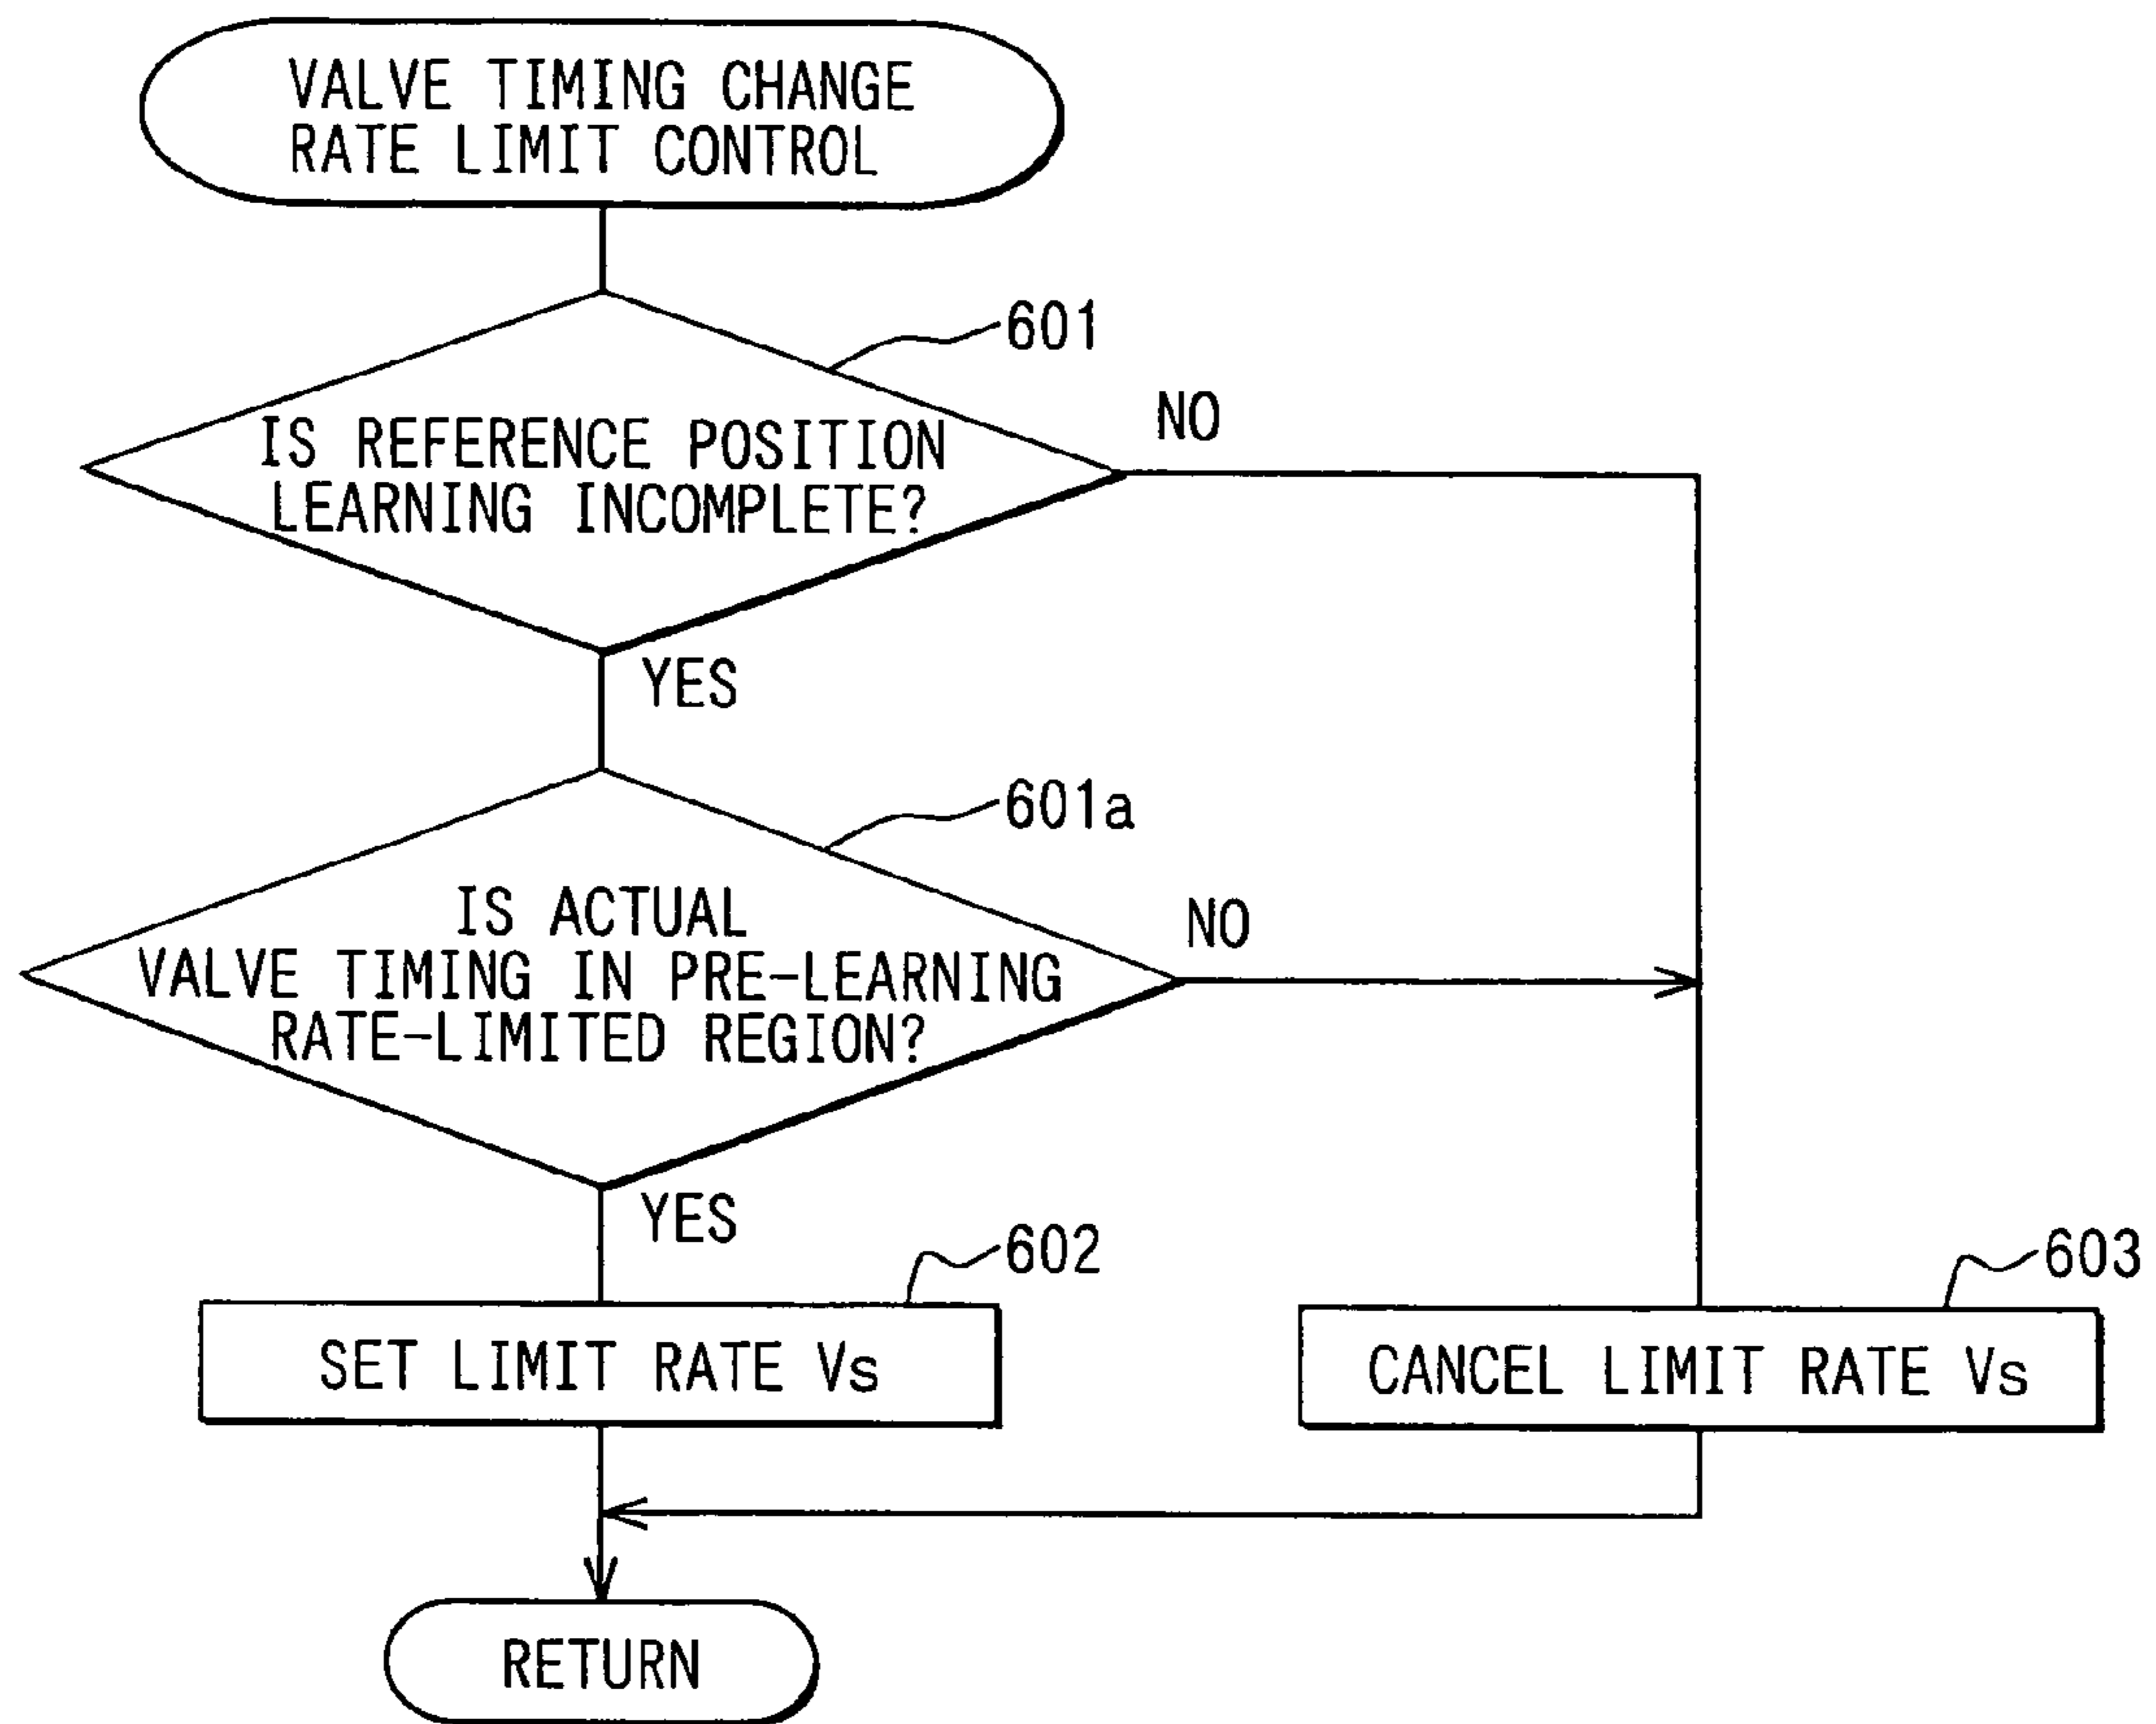 VALVE TIMING CHANGE
RATE LIMIT CONTROL
601
IS REFERENCE POSITION
LEARNING INCOMPLETE?
NO
YES
601a
IS ACTUAL
VALVE TIMING IN PRE-LEARNING
RATE-LIMITED REGION?
NO
YES
602
SET LIMIT RATE Vs
603
CANCEL LIMIT RATE Vs
RETURN